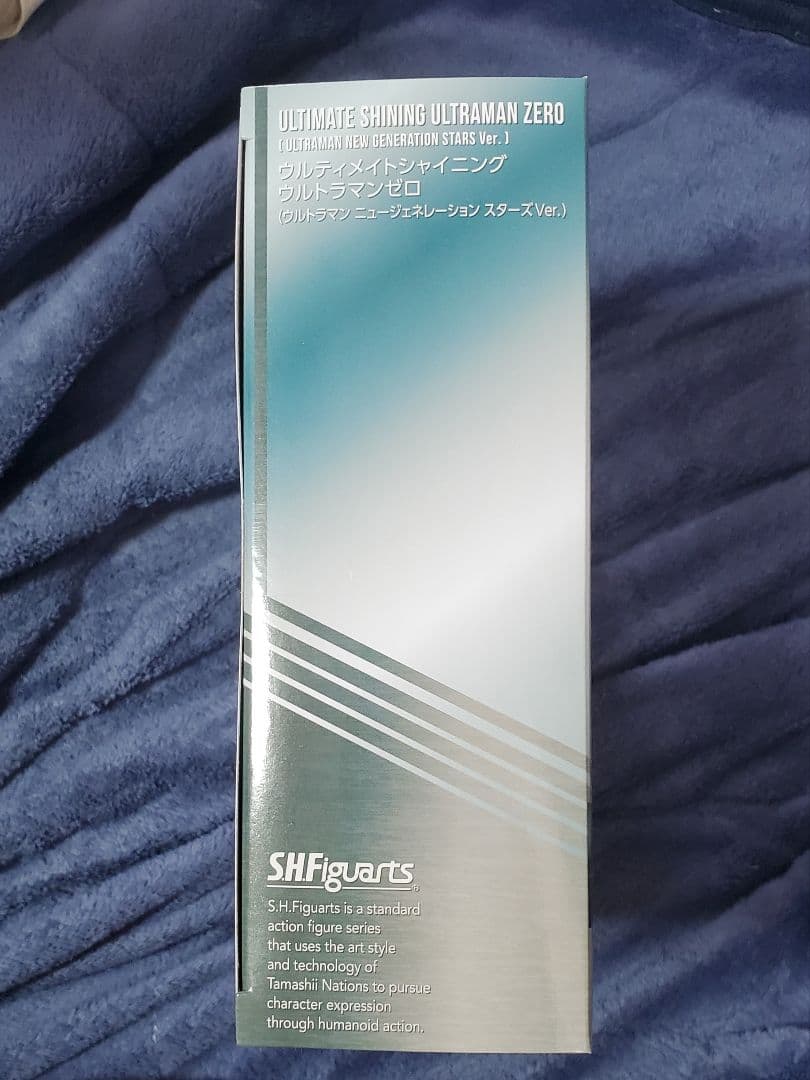 ULTIMATE SHINING ULTRAMAN ZERO
[ ULTRAMAN NEW GENERATION STARS Ver. ]
ウルティメイトシャイニング
ウルトラマンゼロ
(ウルトラマン ニュージェネレーション スターズVer.)
S.H.Figuarts®
S.H.Figuarts is a standard
action figure series
that uses the art style
and technology of
Tamashii Nations to pursue
character expression
through humanoid action.